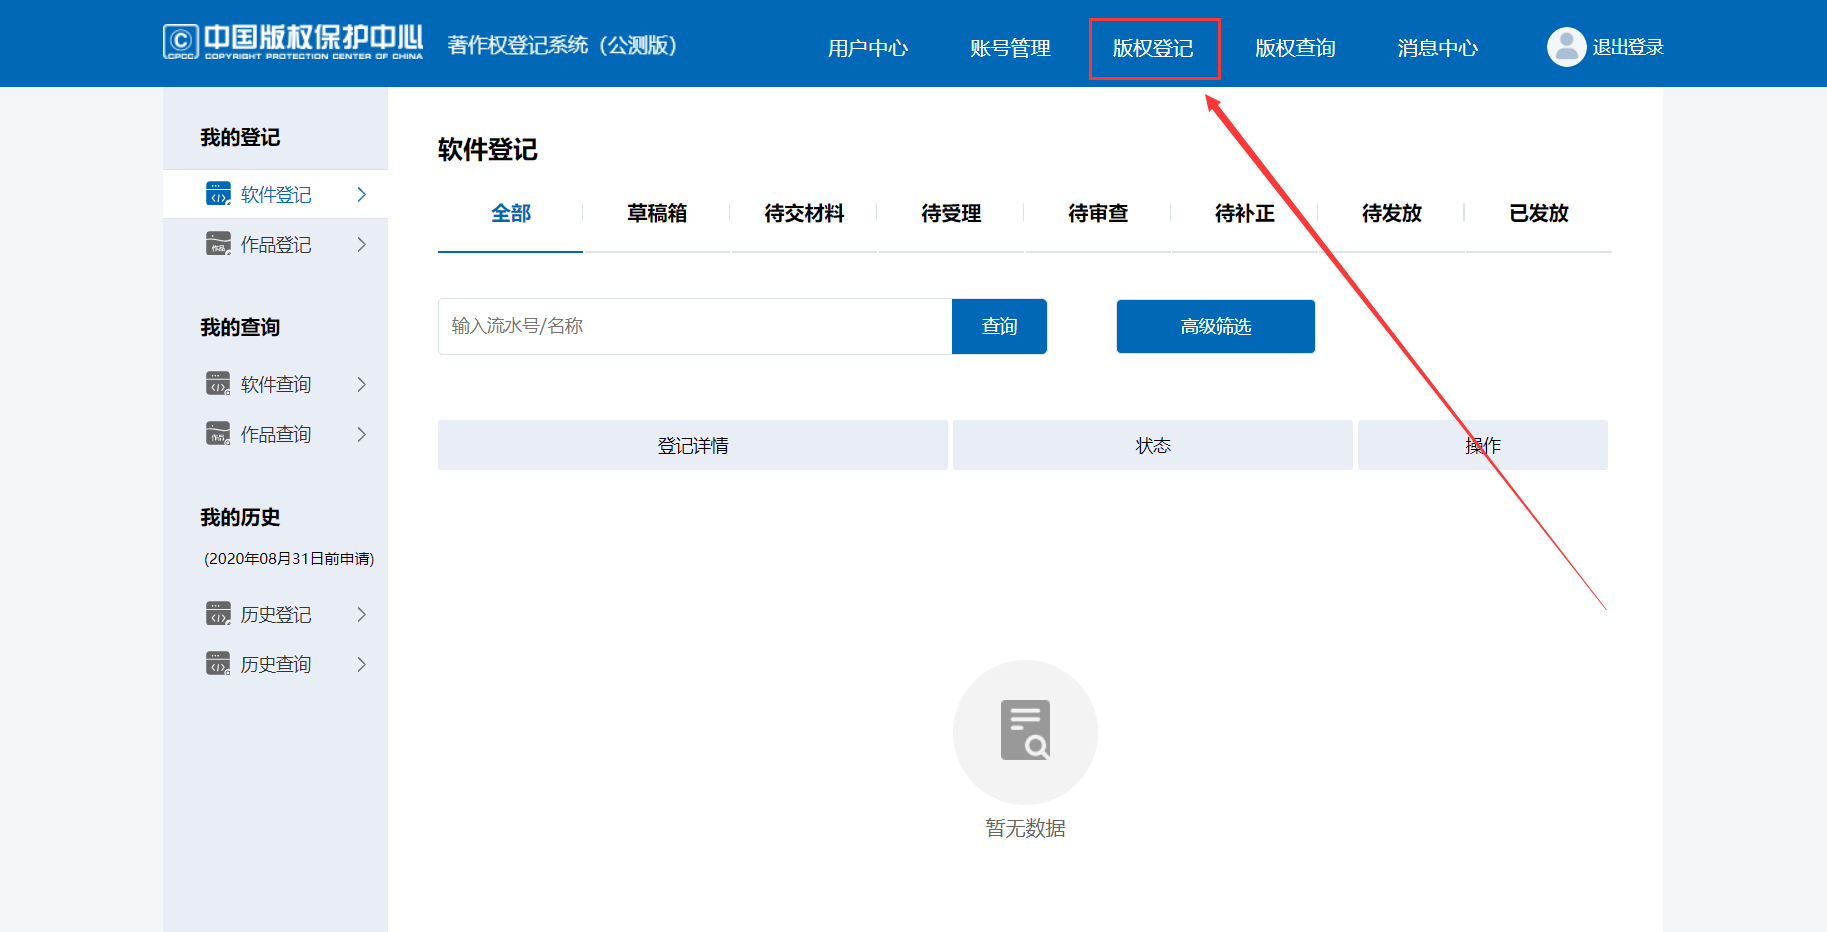 中国版权保护中心
CPCC COPYRIGHT PROTECTION CENTER OF CHINA
著作权登记系统（公测版）
用户中心 账号管理 版权登记 版权查询 消息中心 退出登录
我的登记
软件登记
作品登记
我的查询
软件查询
作品查询
我的历史
(2020年08月31日前申请)
历史登记
历史查询
软件登记
全部 草稿箱 待交材料 待受理 待审查 待补正 待发放 已发放
输入流水号/名称 查询 高级筛选
登记详情 状态 操作
暂无数据